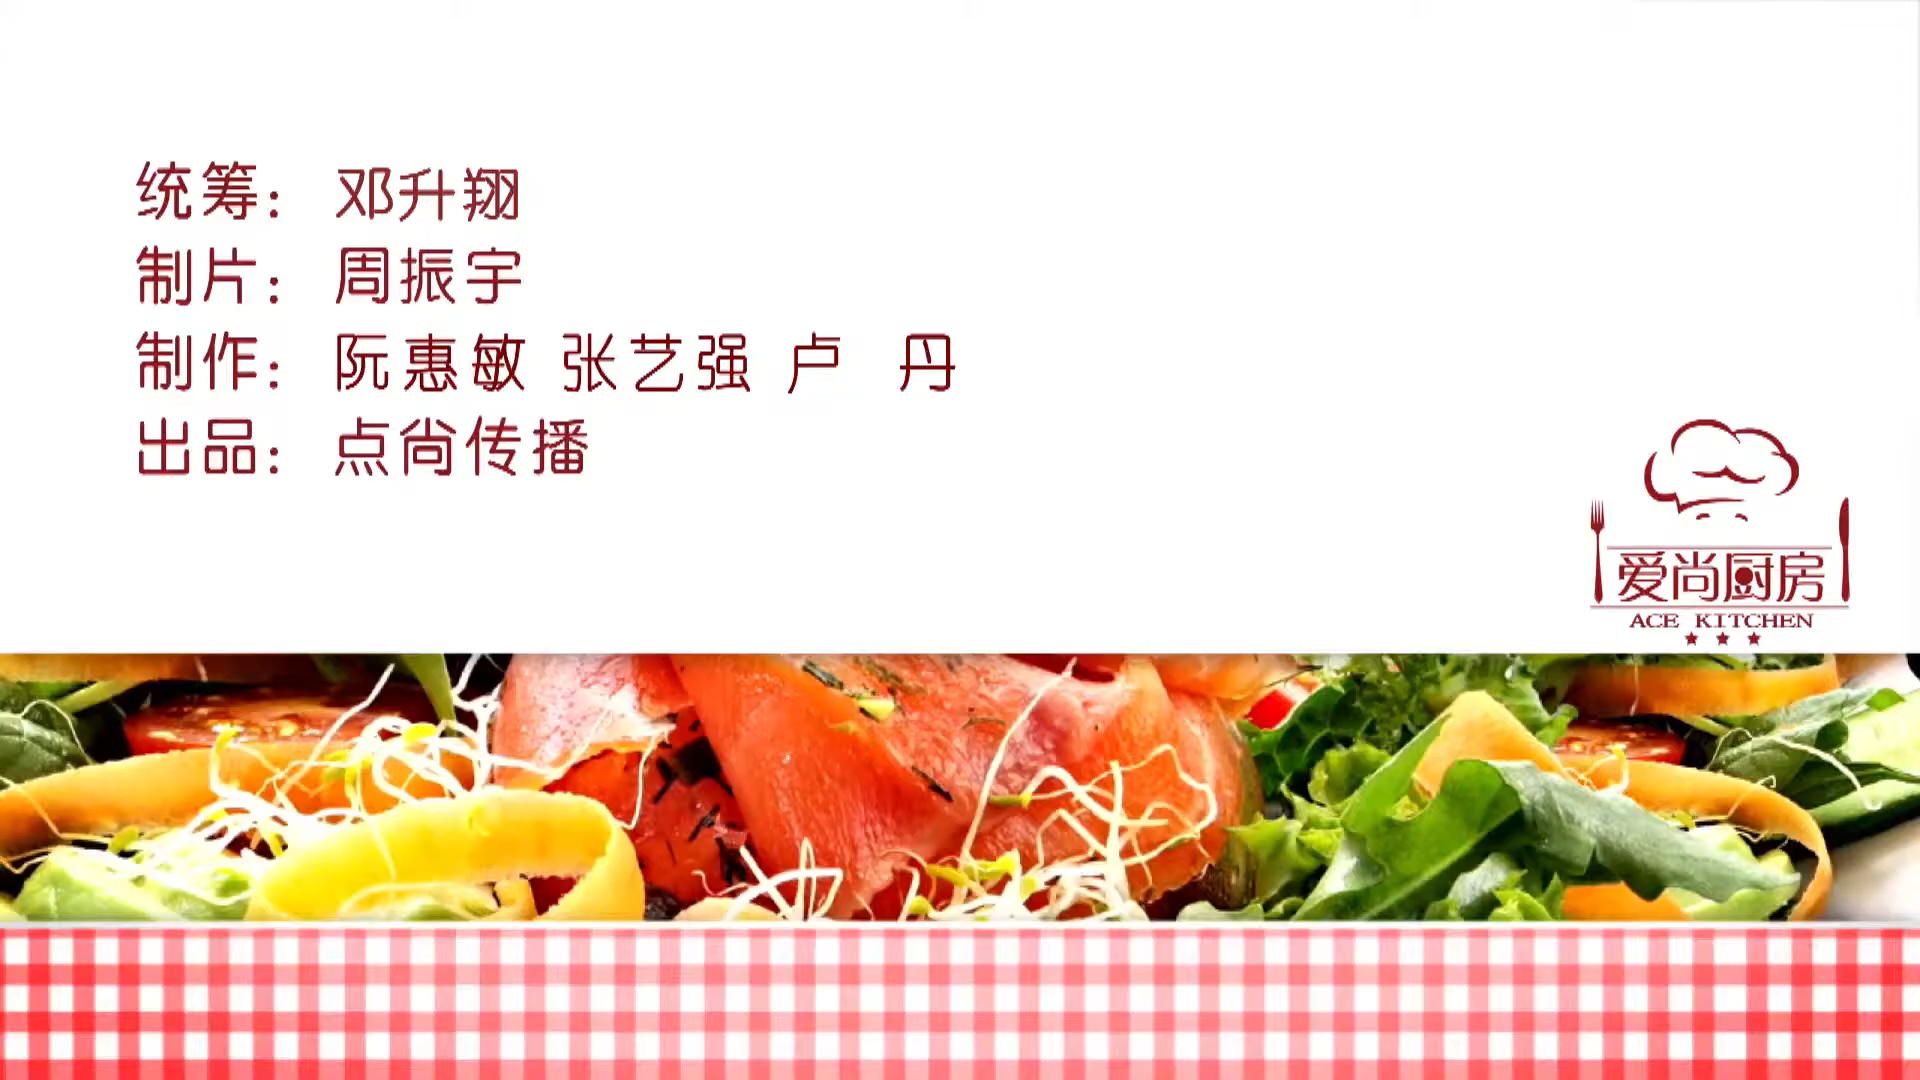 统筹： 邓升翔
制片： 周振宇
制作： 阮惠敏 张艺强 卢 丹
出品： 点尚传播
爱尚厨房
ACE KITCHEN